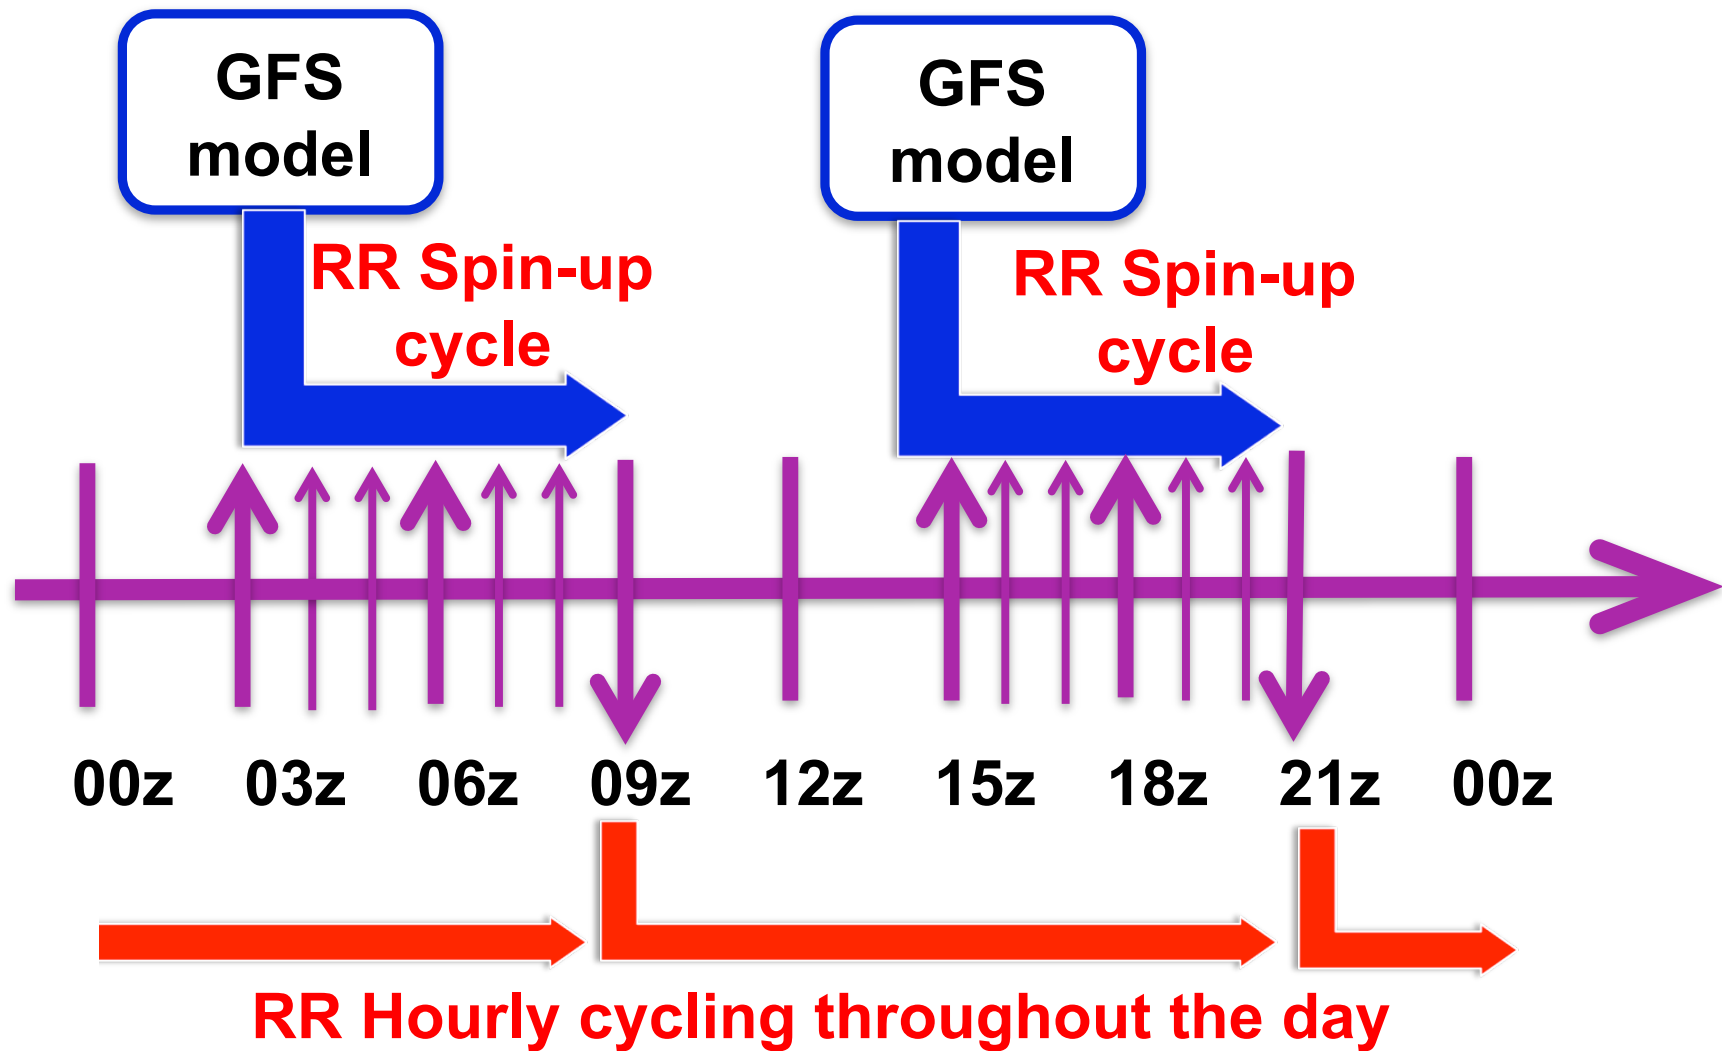 GFS
model
GFS
model
RR Spin-up
cycle
RR Spin-up
cycle
00z 03z 06z 09z 12z 15z 18z 21z 00z
RR Hourly cycling throughout the day